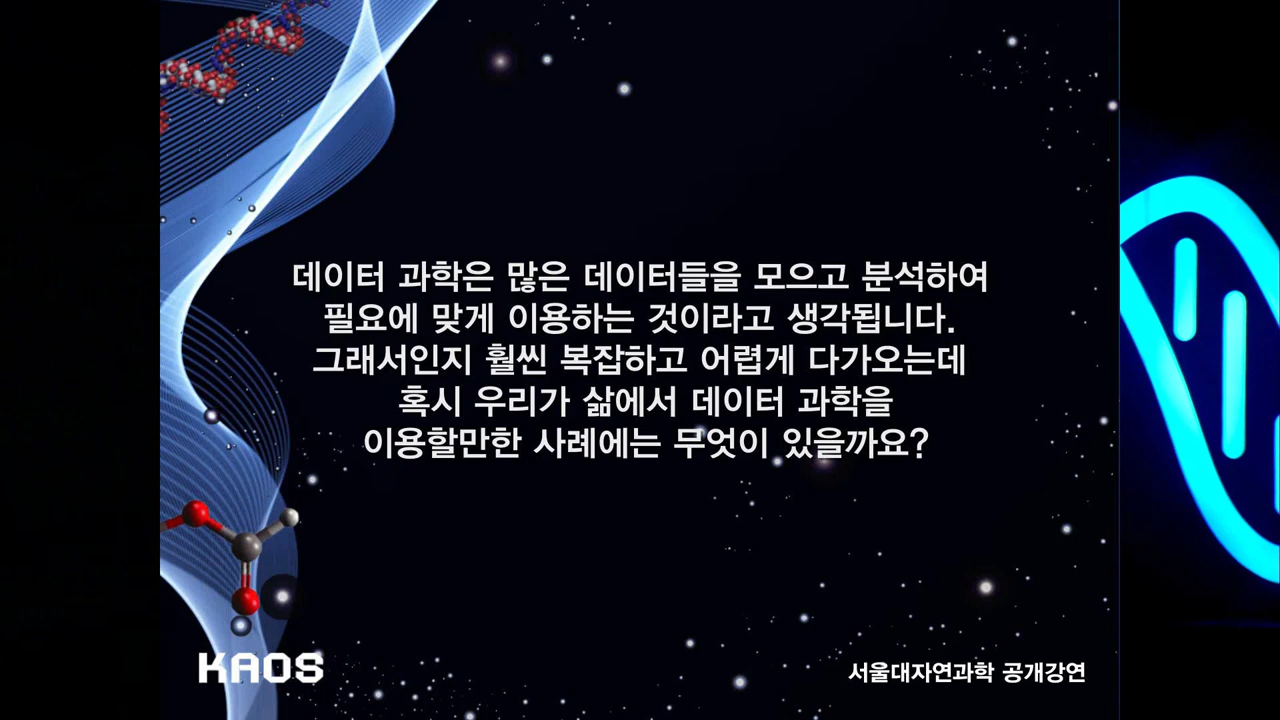 데이터 과학은 많은 데이터들을 모으고 분석하여
필요에 맞게 이용하는 것이라고 생각됩니다.
그래서인지 훨씬 복잡하고 어렵게 다가오는데
혹시 우리가 삶에서 데이터 과학을
이용할만한 사례에는 무엇이 있을까요?
KAOS
서울대자연과학 공개강연